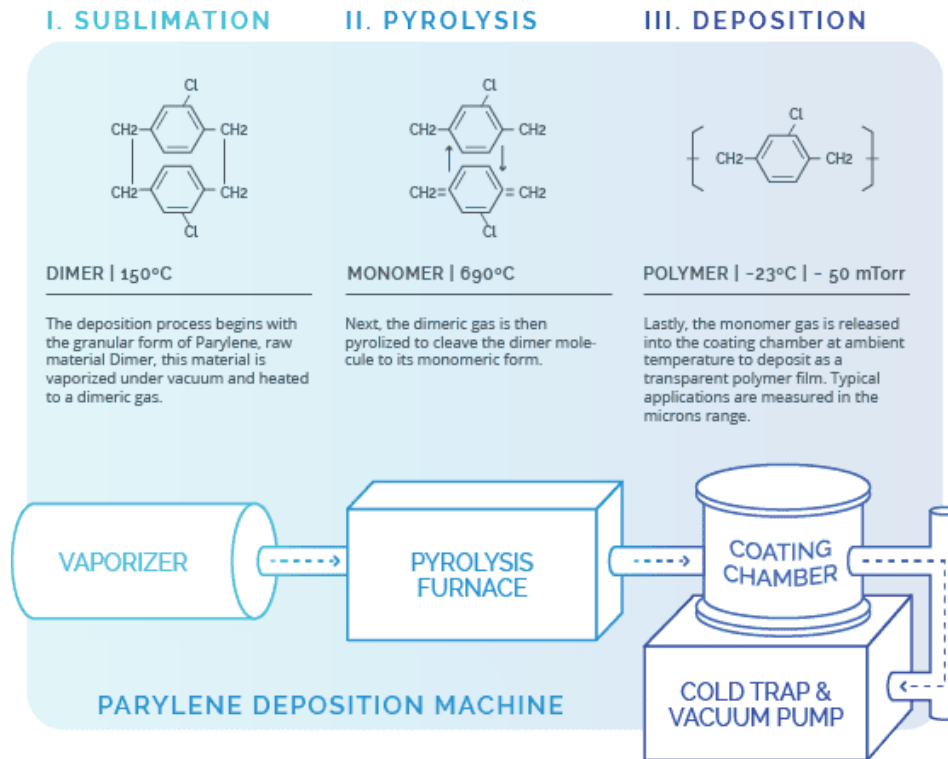 I. SUBLIMATION
II. PYROLYSIS
III. DEPOSITION
Cl
CH2
CH2
CH2
CH2
Cl
Cl
CH2
CH2
CH2=
=CH2
Cl
Cl
CH2
CH2
DIMER | 150ºC
The deposition process begins with
the granular form of Parylene, raw
material Dimer, this material is
vaporized under vacuum and heated
to a dimeric gas.
MONOMER | 690ºC
Next, the dimeric gas is then
pyrolized to cleave the dimer mole-
cule to its monomeric form.
POLYMER | ~23ºC | ~ 50 mTorr
Lastly, the monomer gas is released
into the coating chamber at ambient
temperature to deposit as a
transparent polymer film. Typical
applications are measured in the
microns range.
VAPORIZER
PYROLYSIS
FURNACE
COATING
CHAMBER
COLD TRAP &
VACUUM PUMP
PARYLENE DEPOSITION MACHINE